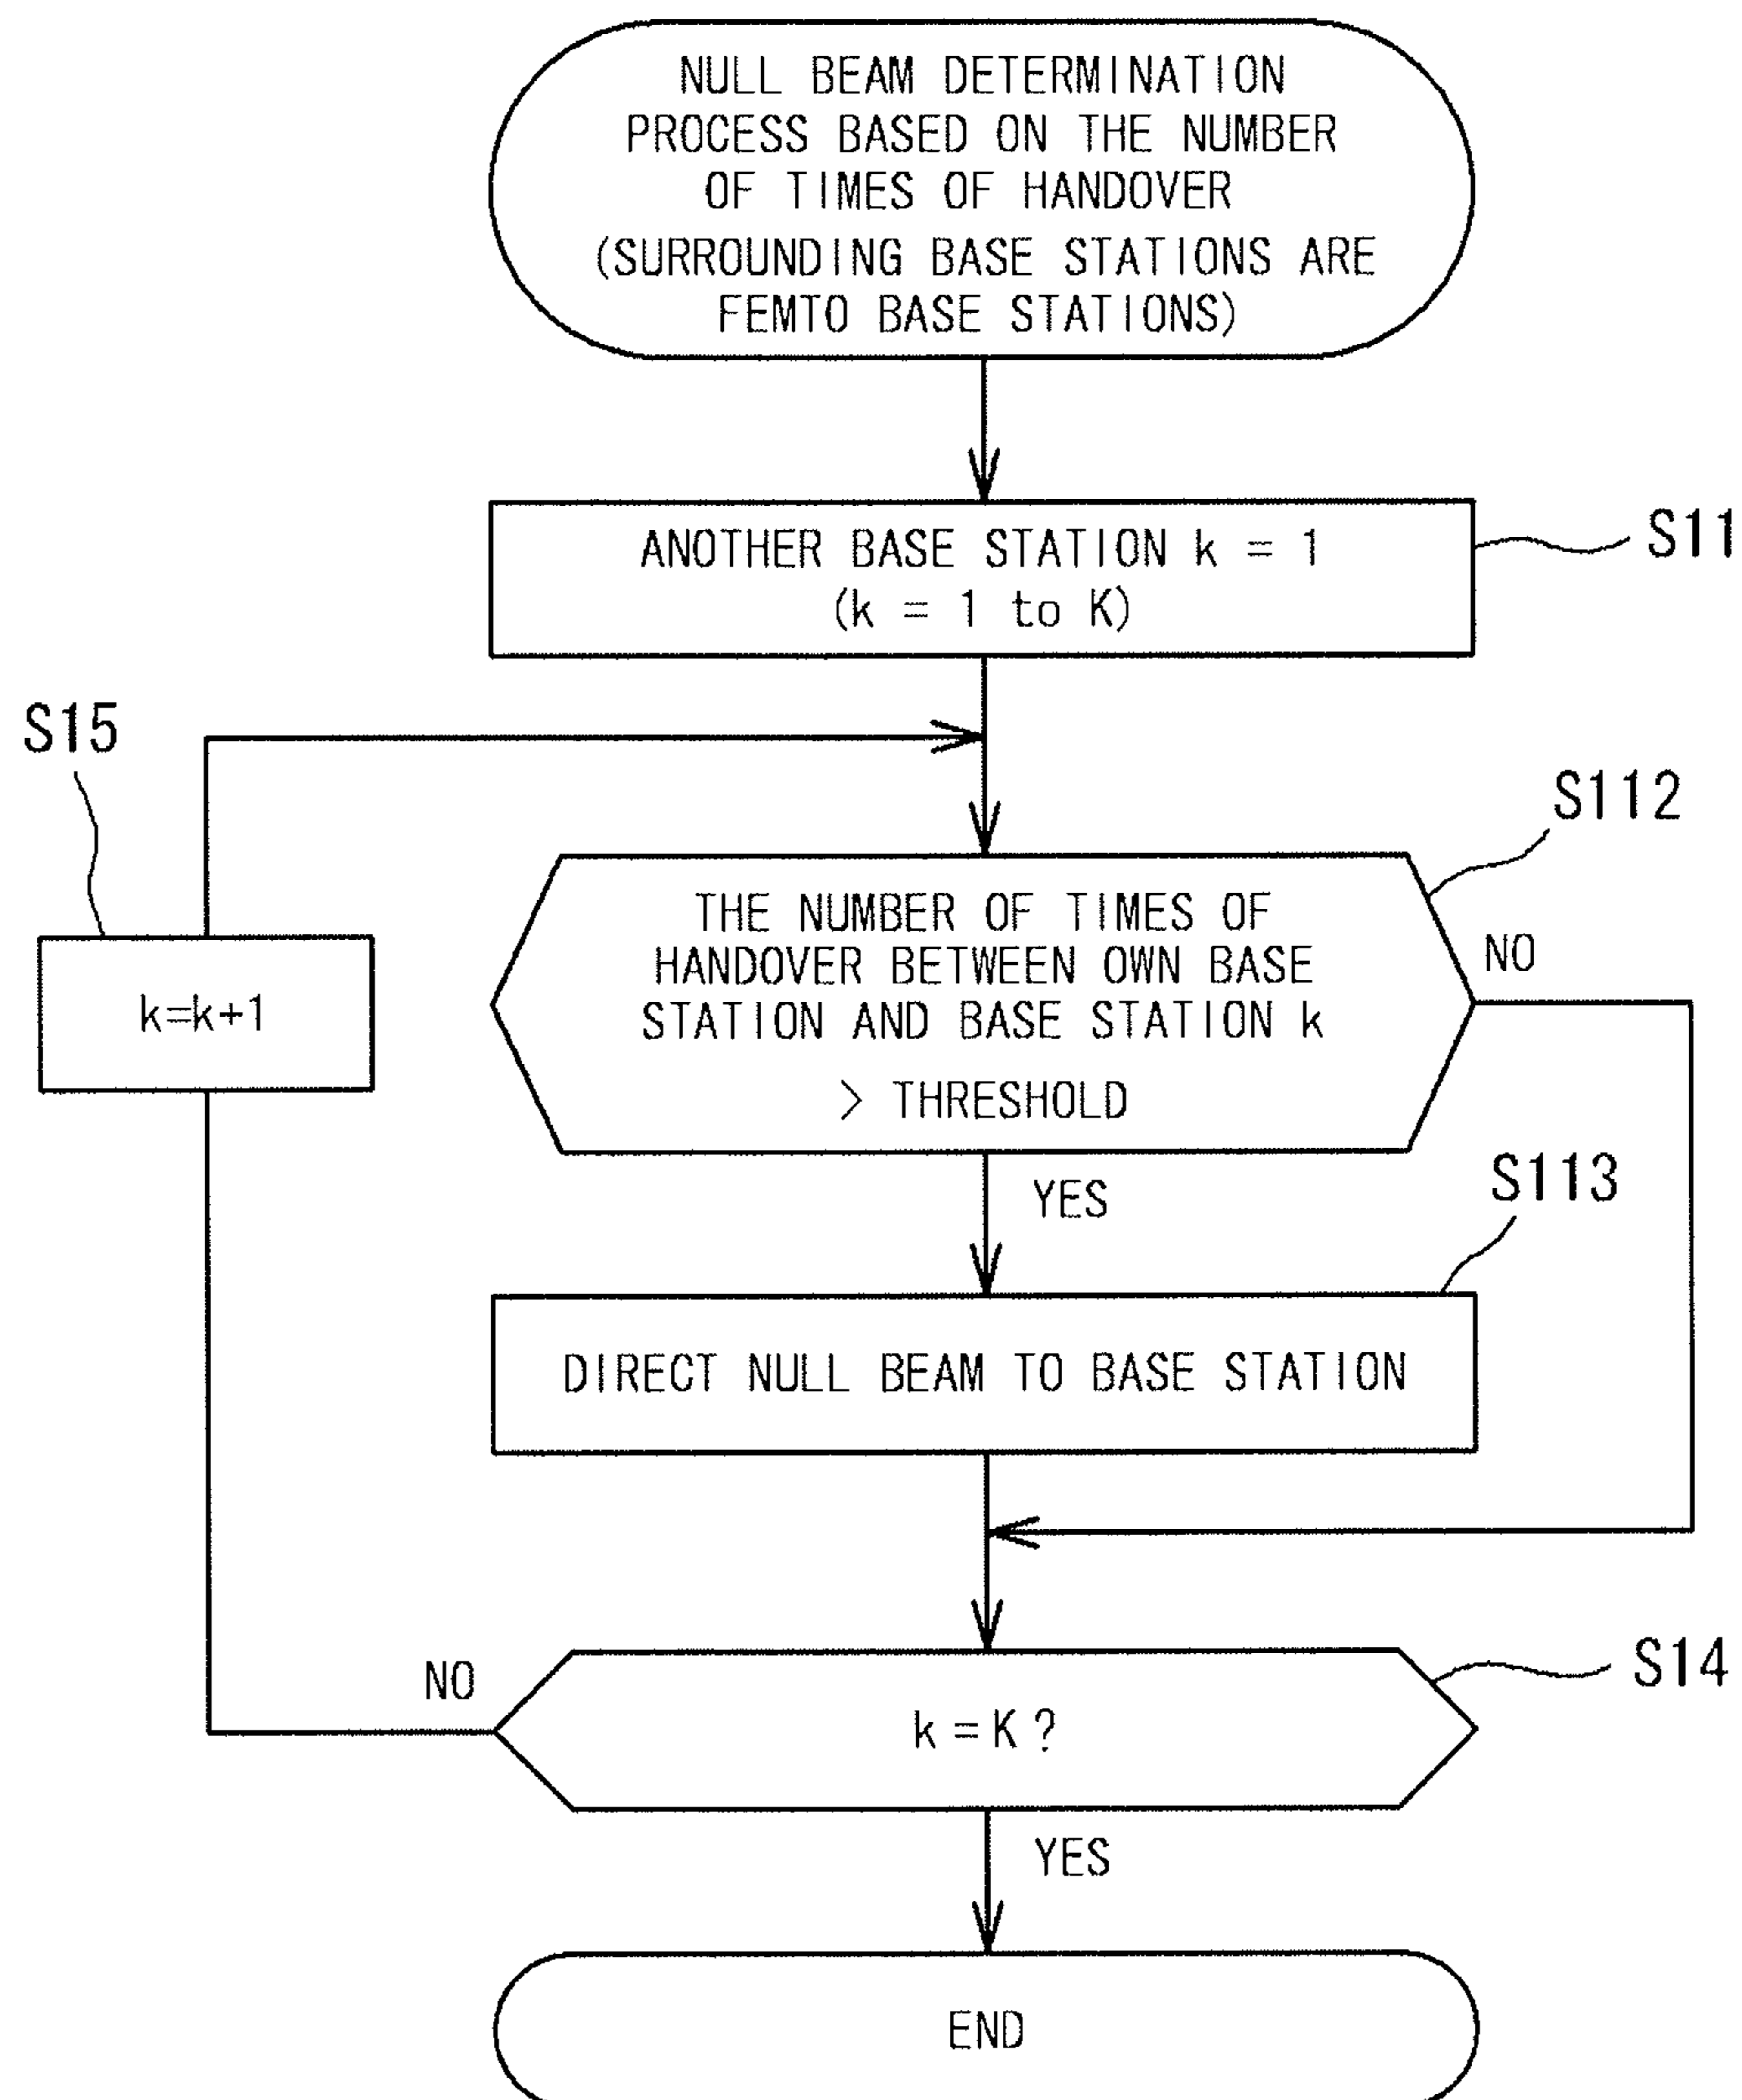 NULL BEAM DETERMINATION
PROCESS BASED ON THE NUMBER
OF TIMES OF HANDOVER
(SURROUNDING BASE STATIONS ARE
FEMTO BASE STATIONS)
S11
ANOTHER BASE STATION k = 1
(k = 1 to K)
S15
k=k+1
S112
THE NUMBER OF TIMES OF
HANDOVER BETWEEN OWN BASE
STATION AND BASE STATION k
> THRESHOLD
NO
YES
S113
DIRECT NULL BEAM TO BASE STATION
S14
NO
k = K ?
YES
END